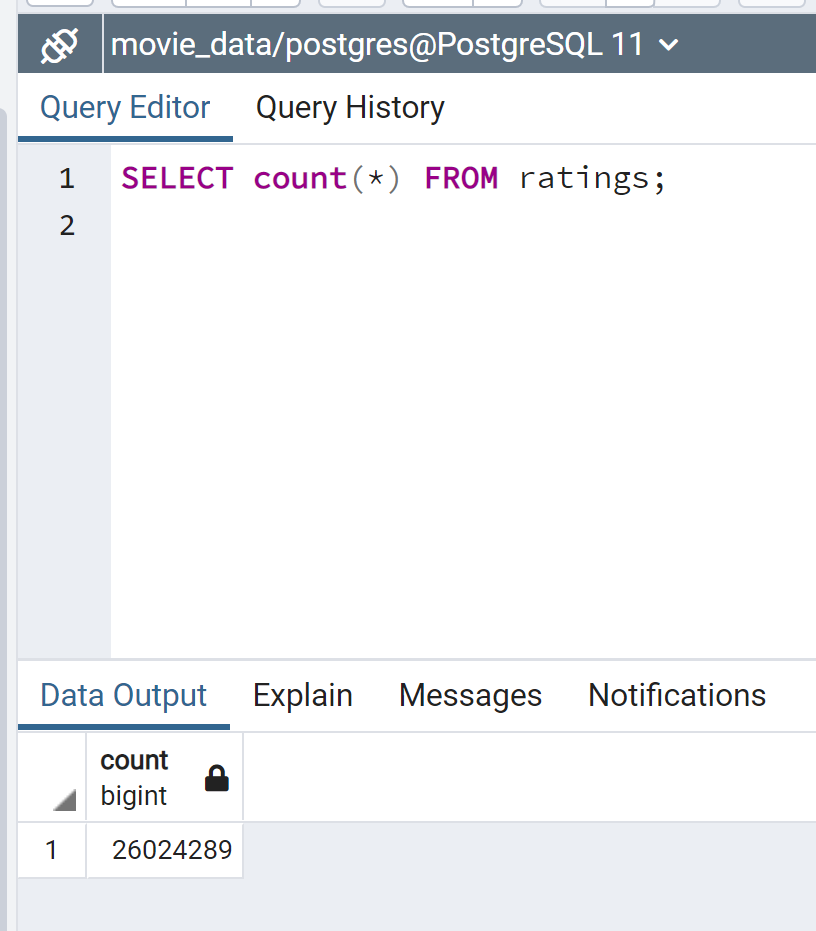 movie_data/postgres@PostgreSQL 11
Query Editor Query History
1 SELECT count(*) FROM ratings;
2
Data Output Explain Messages Notifications
count
bigint
1 26024289